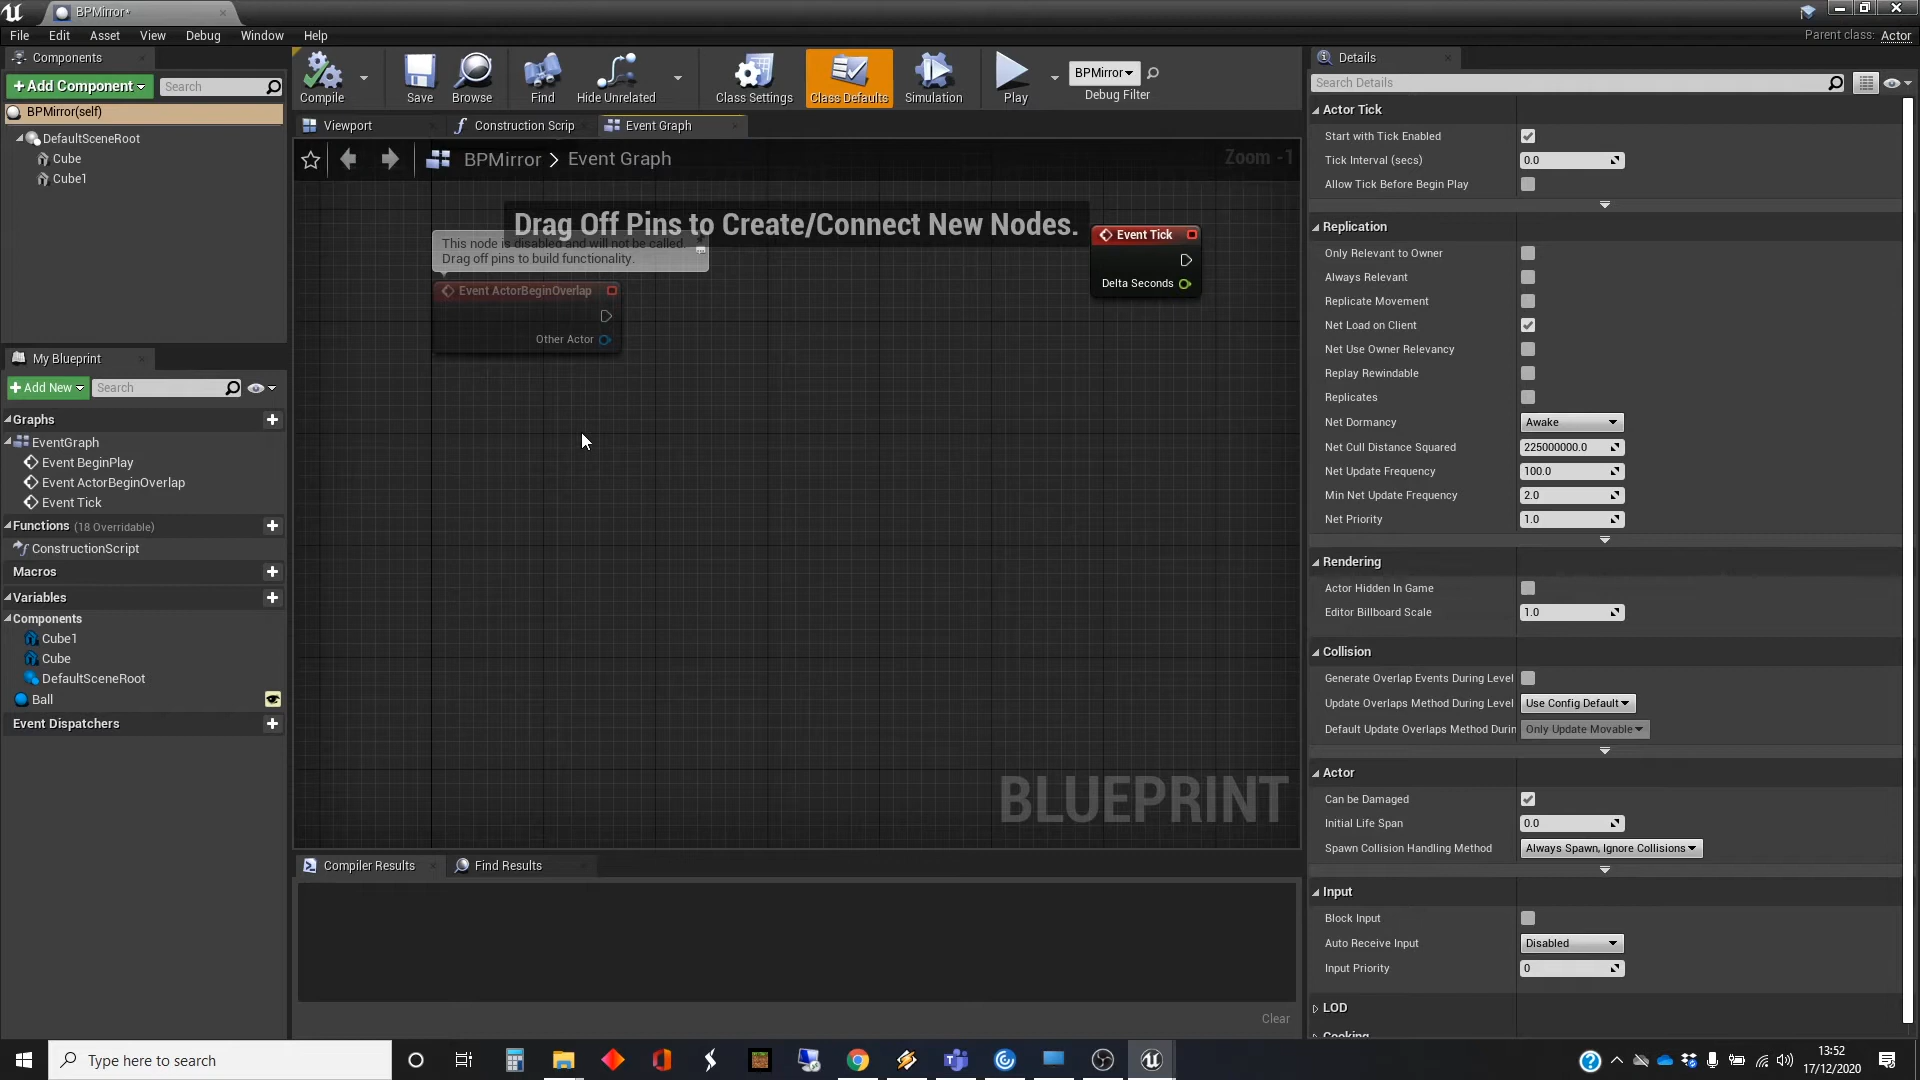 BPMirror*
File Edit Asset View Debug Window Help
Parent class: Actor
Components
+Add Component
Search
BPMirror(self)
DefaultSceneRoot
Cube
Cube1
My Blueprint
+Add New
Search
Graphs
EventGraph
Event BeginPlay
Event ActorBeginOverlap
Event Tick
Functions (18 Overridable)
ConstructionScript
Macros
Variables
Components
Cube1
Cube
DefaultSceneRoot
Ball
Event Dispatchers
Compile
Save
Browse
Find
Hide Unrelated
Class Settings
Class Defaults
Simulation
Play
BPMirror
Debug Filter
Viewport
Construction Scrip
Event Graph
BPMirror > Event Graph
Zoom -1
Drag Off Pins to Create/Connect New Nodes.
This node is disabled and will not be called.
Drag off pins to build functionality.
Event ActorBeginOverlap
Other Actor
Event Tick
Delta Seconds
BLUEPRINT
Compiler Results
Find Results
Clear
Details
Search Details
Actor Tick
Start with Tick Enabled
Tick Interval (secs) 0.0
Allow Tick Before Begin Play
Replication
Only Relevant to Owner
Always Relevant
Replicate Movement
Net Load on Client
Net Use Owner Relevancy
Replay Rewindable
Replicates
Net Dormancy Awake
Net Cull Distance Squared 225000000.0
Net Update Frequency 100.0
Min Net Update Frequency 2.0
Net Priority 1.0
Rendering
Actor Hidden In Game
Editor Billboard Scale 1.0
Collision
Generate Overlap Events During Level
Update Overlaps Method During Level Use Config Default
Default Update Overlaps Method Durin Only Update Movable
Actor
Can be Damaged
Initial Life Span 0.0
Spawn Collision Handling Method Always Spawn, Ignore Collisions
Input
Block Input
Auto Receive Input Disabled
Input Priority 0
LOD
Cooking
Type here to search
13:52
17/12/2020